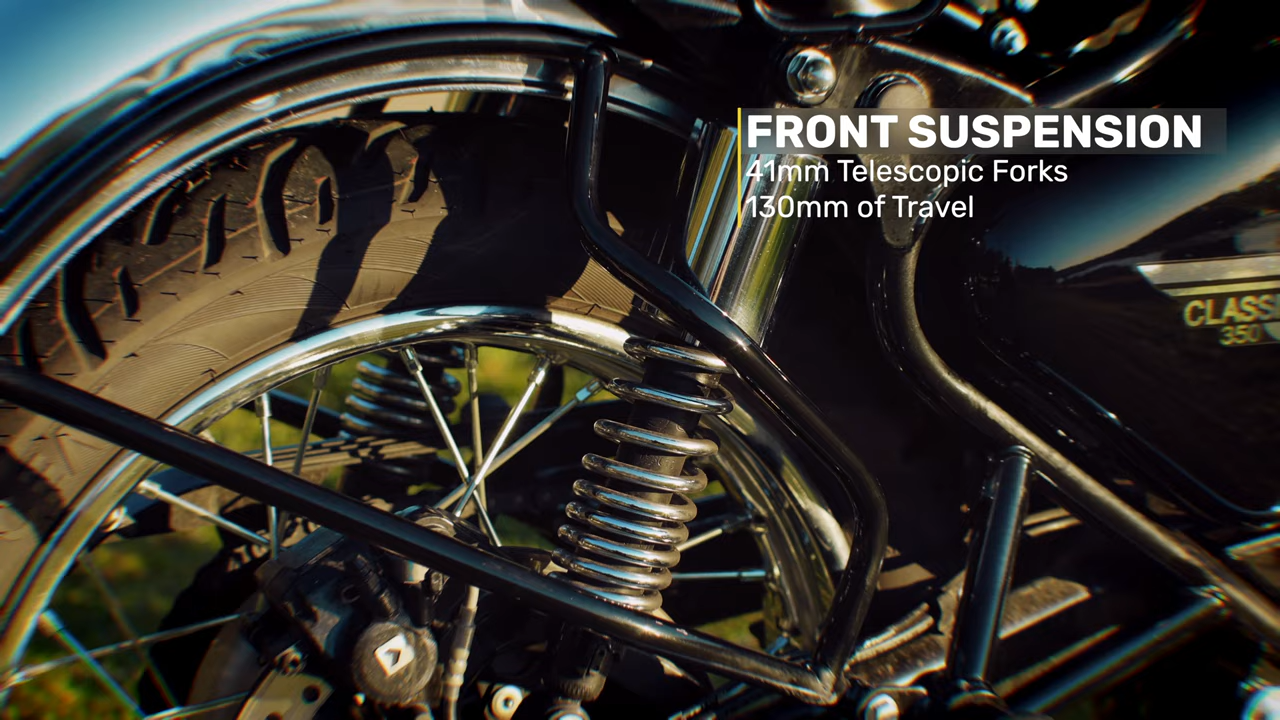 FRONT SUSPENSION
41mm Telescopic Forks
130mm of Travel
CLASS
350